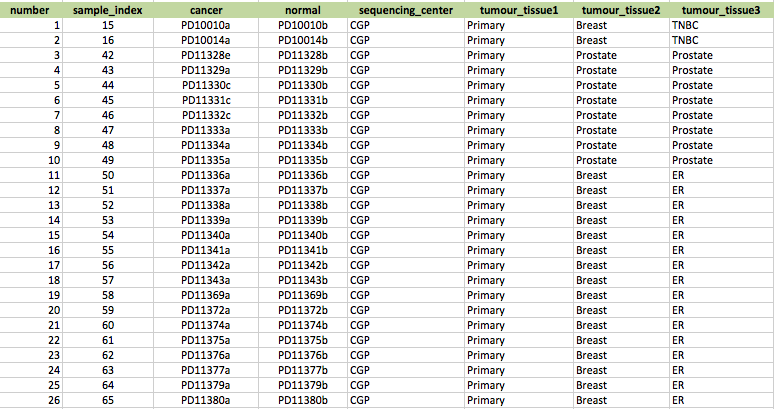 number sample_index cancer normal sequencing_center tumour_tissue1 tumour_tissue2 tumour_tissue3
1 15 PD10010a PD10010b CGP Primary Breast TNBC
2 16 PD10014a PD10014b CGP Primary Breast TNBC
3 42 PD11328e PD11328b CGP Primary Prostate Prostate
4 43 PD11329a PD11329b CGP Primary Prostate Prostate
5 44 PD11330c PD11330b CGP Primary Prostate Prostate
6 45 PD11331c PD11331b CGP Primary Prostate Prostate
7 46 PD11332c PD11332b CGP Primary Prostate Prostate
8 47 PD11333a PD11333b CGP Primary Prostate Prostate
9 48 PD11334a PD11334b CGP Primary Prostate Prostate
10 49 PD11335a PD11335b CGP Primary Prostate Prostate
11 50 PD11336a PD11336b CGP Primary Breast ER
12 51 PD11337a PD11337b CGP Primary Breast ER
13 52 PD11338a PD11338b CGP Primary Breast ER
14 53 PD11339a PD11339b CGP Primary Breast ER
15 54 PD11340a PD11340b CGP Primary Breast ER
16 55 PD11341a PD11341b CGP Primary Breast ER
17 56 PD11342a PD11342b CGP Primary Breast ER
18 57 PD11343a PD11343b CGP Primary Breast ER
19 58 PD11369a PD11369b CGP Primary Breast ER
20 59 PD11372a PD11372b CGP Primary Breast ER
21 60 PD11374a PD11374b CGP Primary Breast ER
22 61 PD11375a PD11375b CGP Primary Breast ER
23 62 PD11376a PD11376b CGP Primary Breast ER
24 63 PD11377a PD11377b CGP Primary Breast ER
25 64 PD11379a PD11379b CGP Primary Breast ER
26 65 PD11380a PD11380b CGP Primary Breast ER